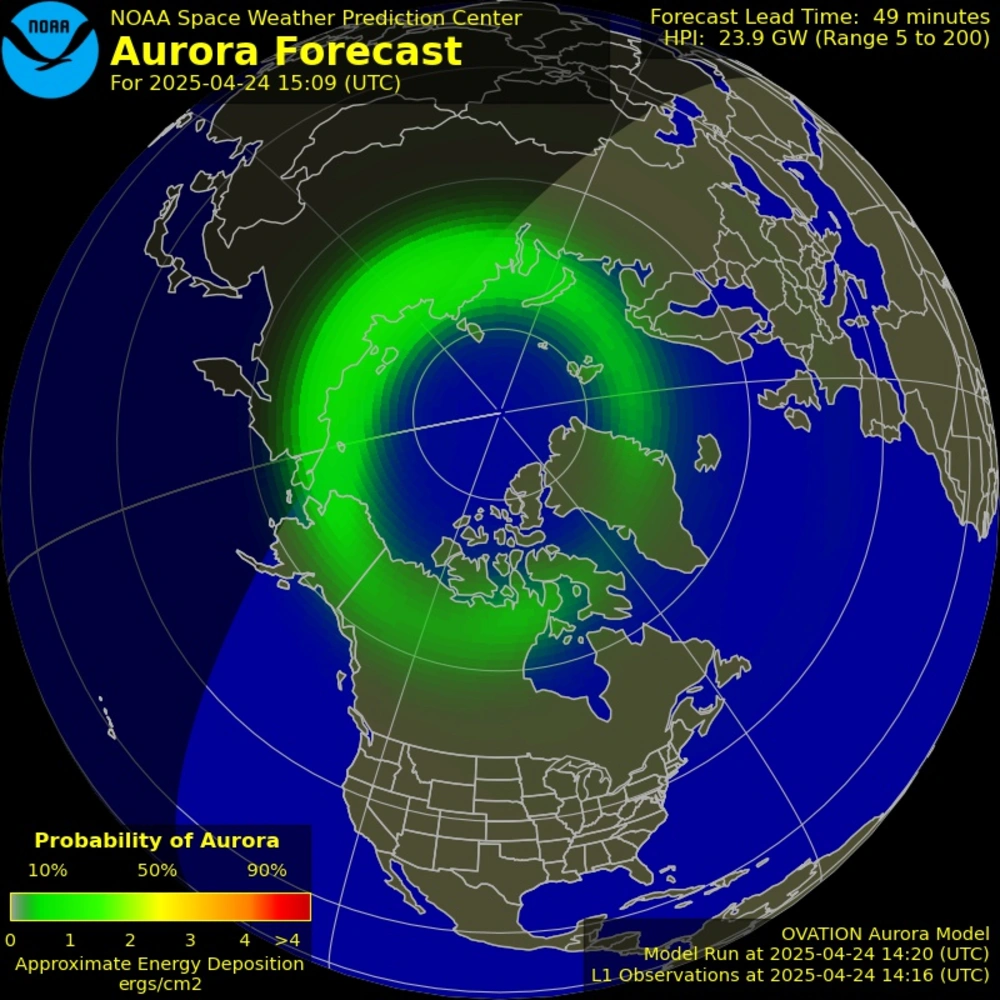 NOAA
NOAA Space Weather Prediction Center
Aurora Forecast
For 2025-04-24 15:09 (UTC)
Forecast Lead Time: 49 minutes
HPI: 23.9 GW (Range 5 to 200)
Probability of Aurora
10% 50% 90%
0 1 2 3 4 >4
Approximate Energy Deposition
ergs/cm2
OVATION Aurora Model
Model Run at 2025-04-24 14:20 (UTC)
L1 Observations at 2025-04-24 14:16 (UTC)